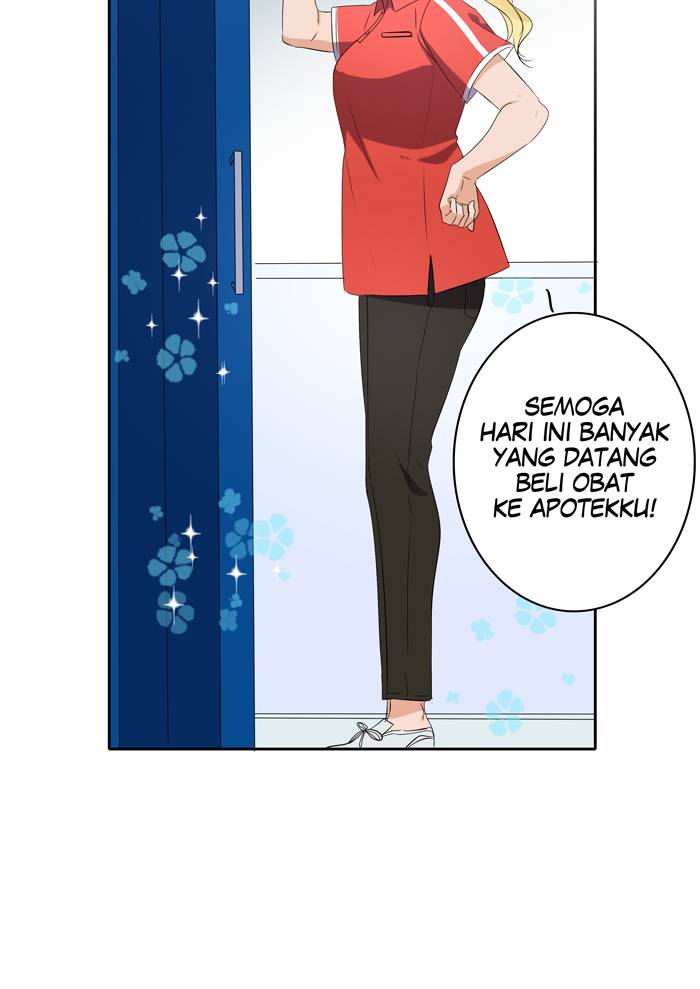 SEMOGA
HARI INI BANYAK
YANG DATANG
BELI OBAT
KE APOTEKKU!